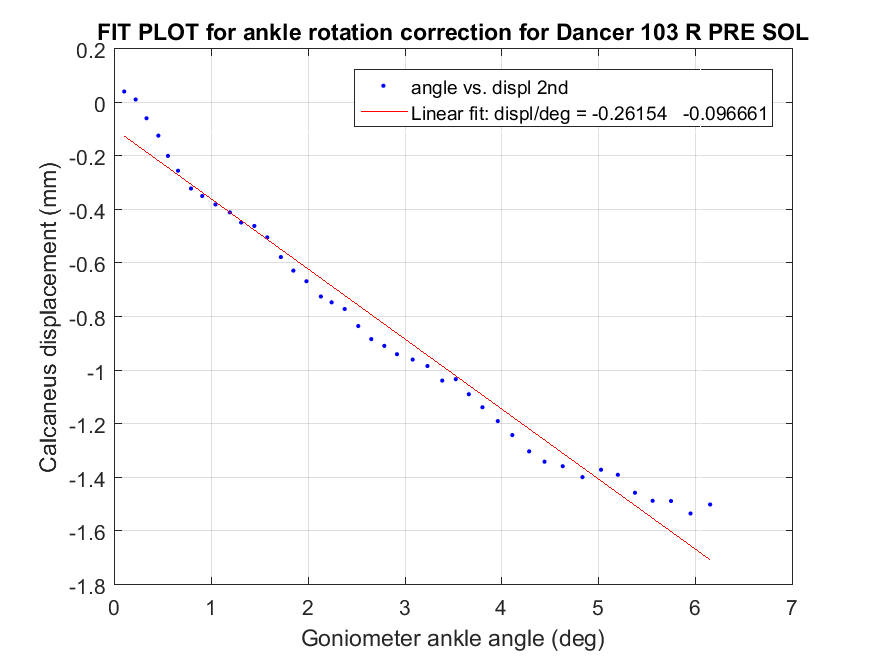 FIT PLOT for ankle rotation correction for Dancer 103 R PRE SOL
0.2
0
-0.2
-0.4
-0.6
-0.8
-1
-1.2
-1.4
-1.6
-1.8
Calcaneus displacement (mm)
angle vs. displ 2nd
Linear fit: displ/deg = -0.26154 -0.096661
0 1 2 3 4 5 6 7
Goniometer ankle angle (deg)